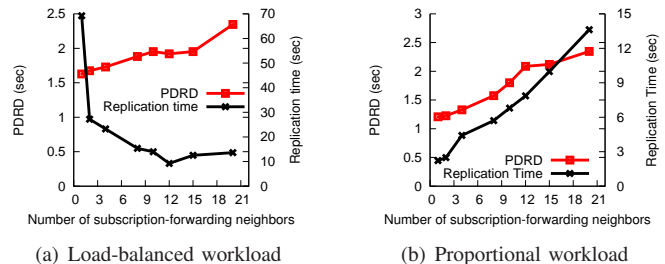 2.5
2
1.5
1
0.5
0
PDRD (sec)
70
60
50
40
30
20
10
0
Replication time (sec)
PDRD
Replication time
0 3 6 9 12 15 18 21
Number of subscription-forwarding neighbors
(a) Load-balanced workload
3
2.5
2
1.5
1
0.5
0
PDRD (sec)
15
12
9
6
3
0
Replication Time (sec)
PDRD
Replication Time
0 3 6 9 12 15 18 21
Number of subscription-forwarding neighbors
(b) Proportional workload